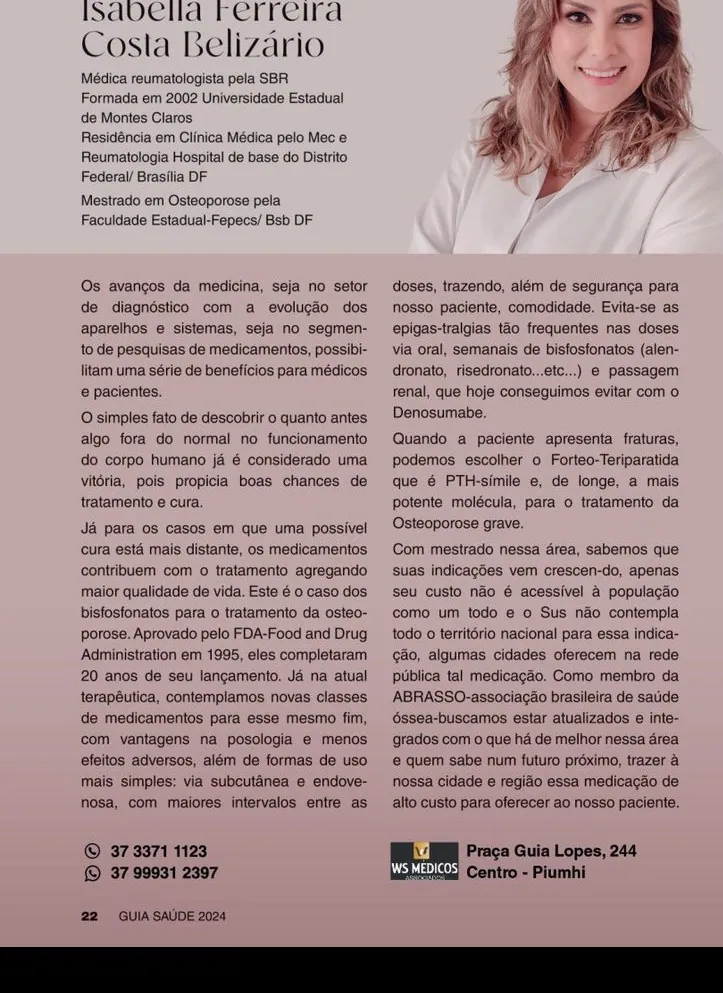 Isabella Ferreira
Costa Belizário
Médica reumatologista pela SBR
Formada em 2002 Universidade Estadual
de Montes Claros
Residência em Clínica Médica pelo Mec e
Reumatologia Hospital de base do Distrito
Federal/ Brasília DF
Mestrado em Osteoporose pela
Faculdade Estadual-Fepecs/ Bsb DF
Os avanços da medicina, seja no setor
de diagnóstico com a evolução dos
aparelhos e sistemas, seja no segmen-
to de pesquisas de medicamentos, possibi-
litam uma série de benefícios para médicos
e pacientes.
O simples fato de descobrir o quanto antes
algo fora do normal no funcionamento
do corpo humano já é considerado uma
vitória, pois propicia boas chances de
tratamento e cura.
Já para os casos em que uma possível
cura está mais distante, os medicamentos
contribuem com o tratamento agregando
maior qualidade de vida. Este é o caso dos
bisfosfonatos para o tratamento da osteo-
porose. Aprovado pelo FDA-Food and Drug
Administration em 1995, eles completaram
20 anos de seu lançamento. Já na atual
terapêutica, contemplamos novas classes
de medicamentos para esse mesmo fim,
com vantagens na posologia e menos
efeitos adversos, além de formas de uso
mais simples: via subcutânea e endove-
nosa, com maiores intervalos entre as
doses, trazendo, além de segurança para
nosso paciente, comodidade. Evita-se as
epigas-tralgias tão frequentes nas doses
via oral, semanais de bisfosfonatos (alen-
dronato, risedronato...etc...) e passagem
renal, que hoje conseguimos evitar com o
Denosumabe.
Quando a paciente apresenta fraturas,
podemos escolher o Forteo-Teriparatida
que é PTH-símile e, de longe, a mais
potente molécula, para o tratamento da
Osteoporose grave.
Com mestrado nessa área, sabemos que
suas indicações vem crescen-do, apenas
seu custo não é acessível à população
como um todo e o Sus não contempla
todo o território nacional para essa indica-
ção, algumas cidades oferecem na rede
pública tal medicação. Como membro da
ABRASSO-associação brasileira de saúde
óssea-buscamos estar atualizados e inte-
grados com o que há de melhor nessa área
e quem sabe num futuro próximo, trazer à
nossa cidade e região essa medicação de
alto custo para oferecer ao nosso paciente.
37 3371 1123
37 99931 2397
WS MÉDICOS
ASSOCIADOS
Praça Guia Lopes, 244
Centro - Piumhi
22 GUIA SAÚDE 2024